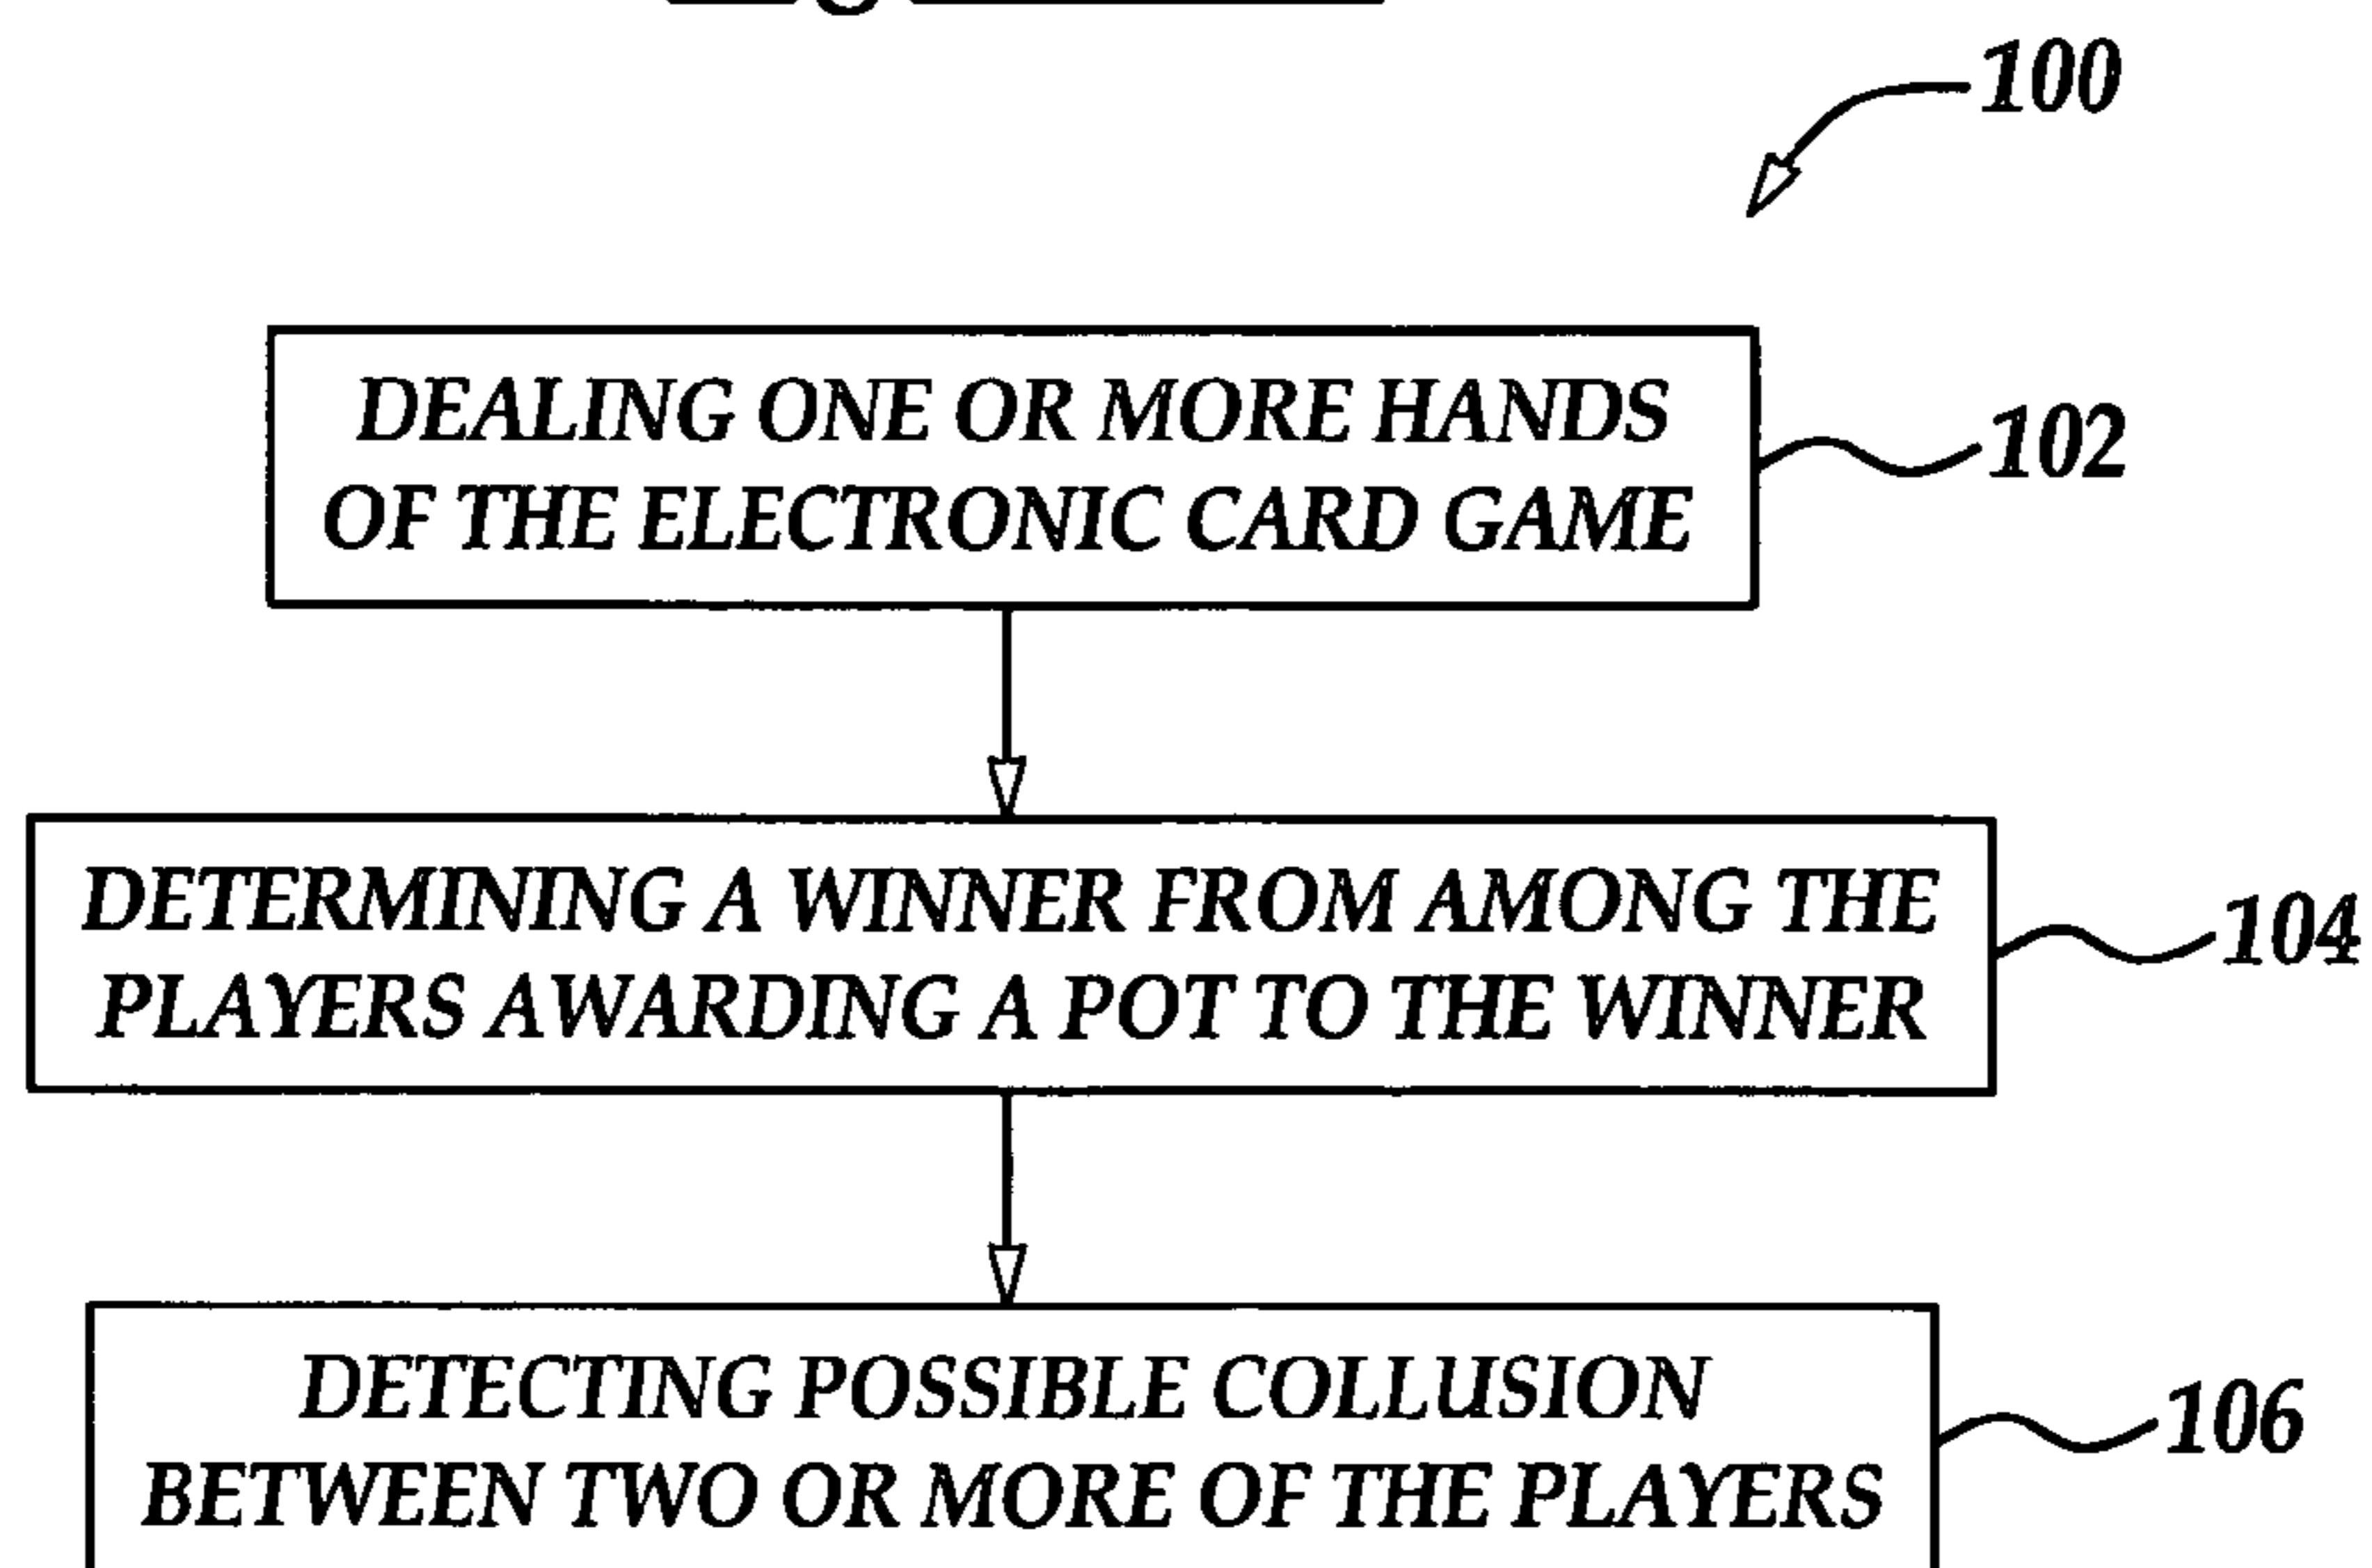 100
DEALING ONE OR MORE HANDS
OF THE ELECTRONIC CARD GAME
102
DETERMINING A WINNER FROM AMONG THE
PLAYERS AWARDING A POT TO THE WINNER
104
DETECTING POSSIBLE COLLUSION
BETWEEN TWO OR MORE OF THE PLAYERS
106